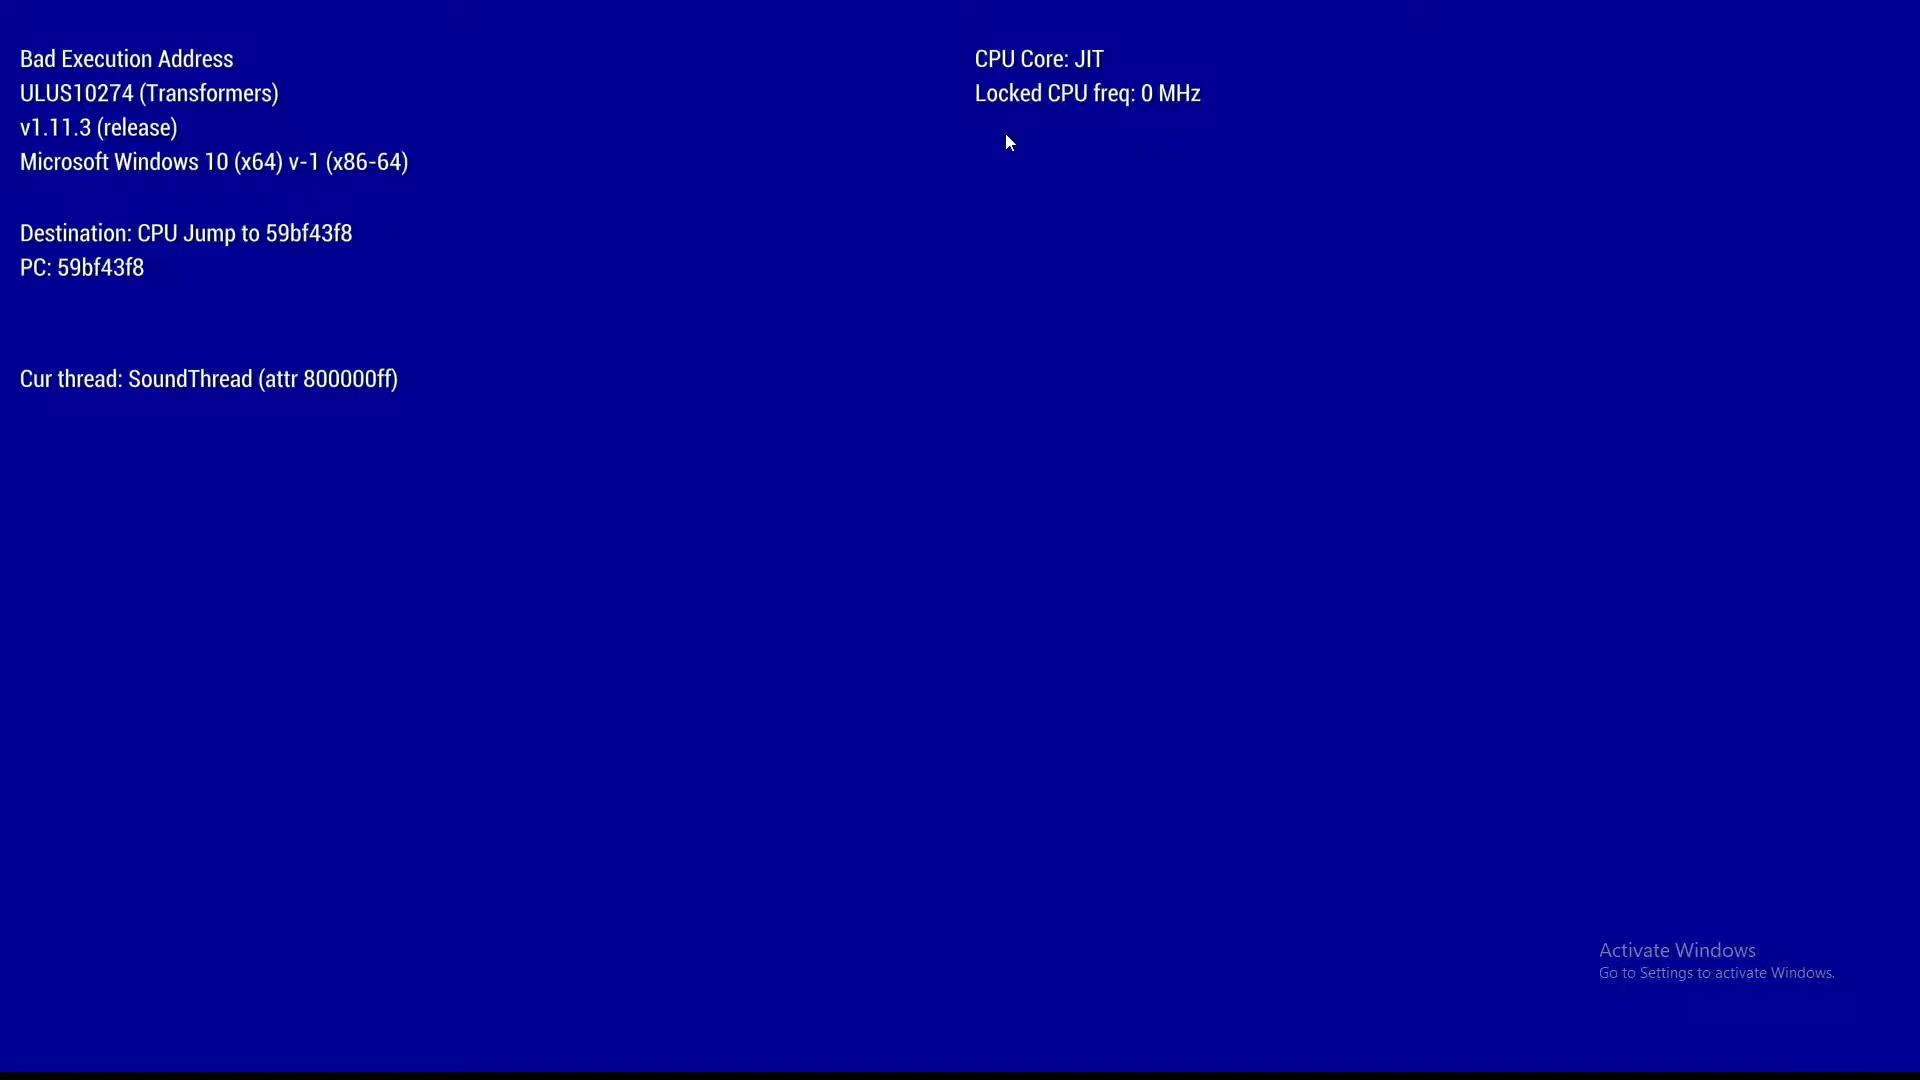 Bad Execution Address
ULUS10274 (Transformers)
v1.11.3 (release)
Microsoft Windows 10 (x64) v-1 (x86-64)
Destination: CPU Jump to 59bf43f8
PC: 59bf43f8
Cur thread: SoundThread (attr 800000ff)
CPU Core: JIT
Locked CPU freq: 0 MHz
Activate Windows
Go to Settings to activate Windows.